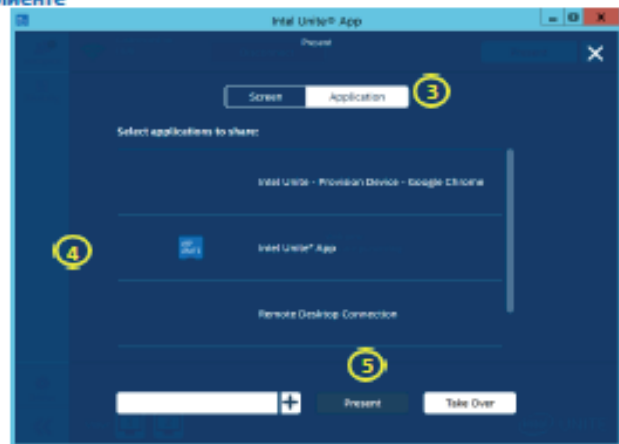 Intel Unite® App
Present
Screen
Application
3
Select applications to share:
Intel Unite - Provision Device - Google Chrome
4
Intel Unite® App
Remote Desktop Connection
5
+
Present
Take Over